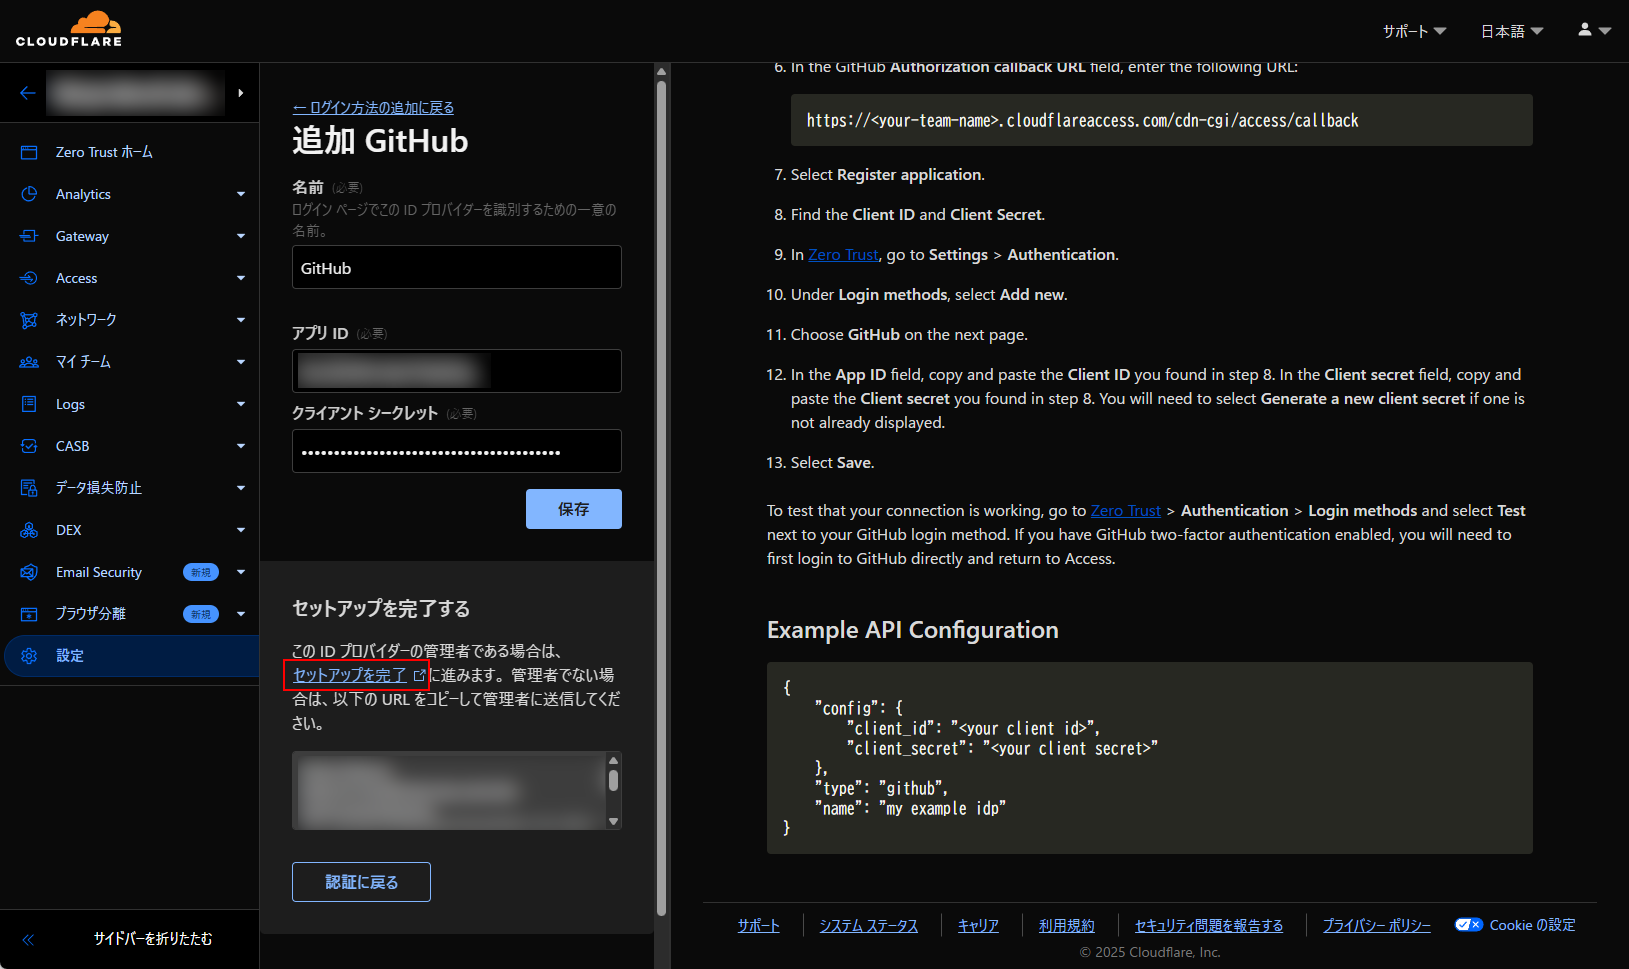 CLOUDFLARE
サポート
日本語
Zero Trust ホーム
Analytics
Gateway
Access
ネットワーク
マイ チーム
Logs
CASB
データ損失防止
DEX
Email Security 新規
ブラウザ分離 新規
設定
サイドバーを折りたたむ
← ログイン方法の追加に戻る
追加 GitHub
名前 (必要)
ログイン ページでこの ID プロバイダーを識別するための一意の
名前。
GitHub
アプリ ID (必要)
クライアント シークレット (必要)
••••••••••••••••••••••••••••••••••••••••
保存
セットアップを完了する
この ID プロバイダーの管理者である場合は、
セットアップを完了 に進みます。管理者でない場
合は、以下の URL をコピーして管理者に送信してくだ
さい。
認証に戻る
6. In the GitHub Authorization callback URL field, enter the following URL:
https://<your-team-name>.cloudflareaccess.com/cdn-cgi/access/callback
7. Select Register application.
8. Find the Client ID and Client Secret.
9. In Zero Trust, go to Settings > Authentication.
10. Under Login methods, select Add new.
11. Choose GitHub on the next page.
12. In the App ID field, copy and paste the Client ID you found in step 8. In the Client secret field, copy and
paste the Client secret you found in step 8. You will need to select Generate a new client secret if one is
not already displayed.
13. Select Save.
To test that your connection is working, go to Zero Trust > Authentication > Login methods and select Test
next to your GitHub login method. If you have GitHub two-factor authentication enabled, you will need to
first login to GitHub directly and return to Access.
Example API Configuration
{
"config": {
"client_id": "<your client id>",
"client_secret": "<your client secret>"
},
"type": "github",
"name": "my example idp"
}
サポート
システム ステータス
キャリア
利用規約
セキュリティ問題を報告する
プライバシー ポリシー
Cookie の設定
© 2025 Cloudflare, Inc.